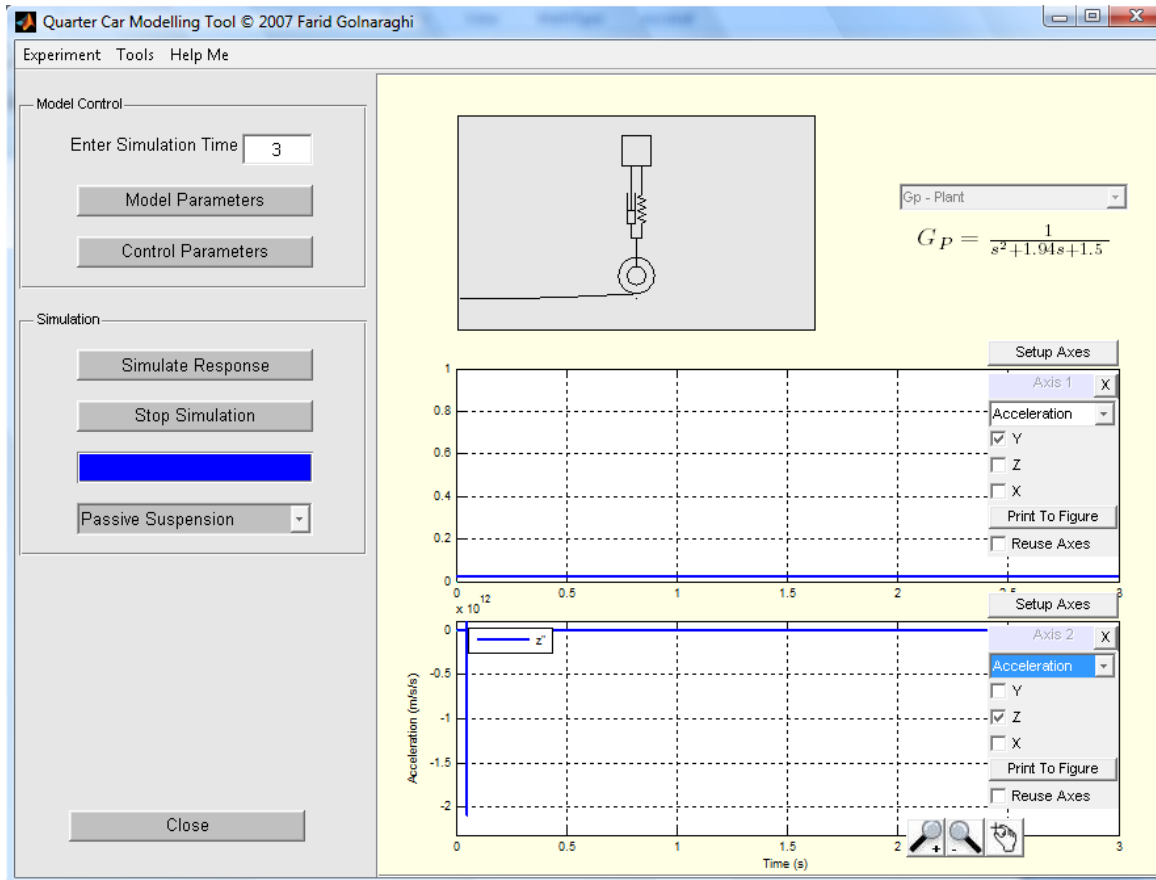 Quarter Car Modelling Tool © 2007 Farid Golnaraghi
Experiment Tools Help Me
Model Control
Enter Simulation Time 3
Model Parameters
Control Parameters
Simulation
Simulate Response
Stop Simulation
Passive Suspension
Close
Gp - Plant
G_P = \frac{1}{s^2+1.94s+1.5}
Setup Axes
Axis 1 X
Acceleration
Y
Z
X
Print To Figure
Reuse Axes
1
0.8
0.6
0.4
0.2
0
0 0.5 1 1.5 2 2.5 3
x 10^12
Setup Axes
Axis 2 X
Acceleration
Y
Z
X
Print To Figure
Reuse Axes
z"
Acceleration (m/s/s)
0
-0.5
-1
-1.5
-2
0 0.5 1 1.5 2 3
Time (s)